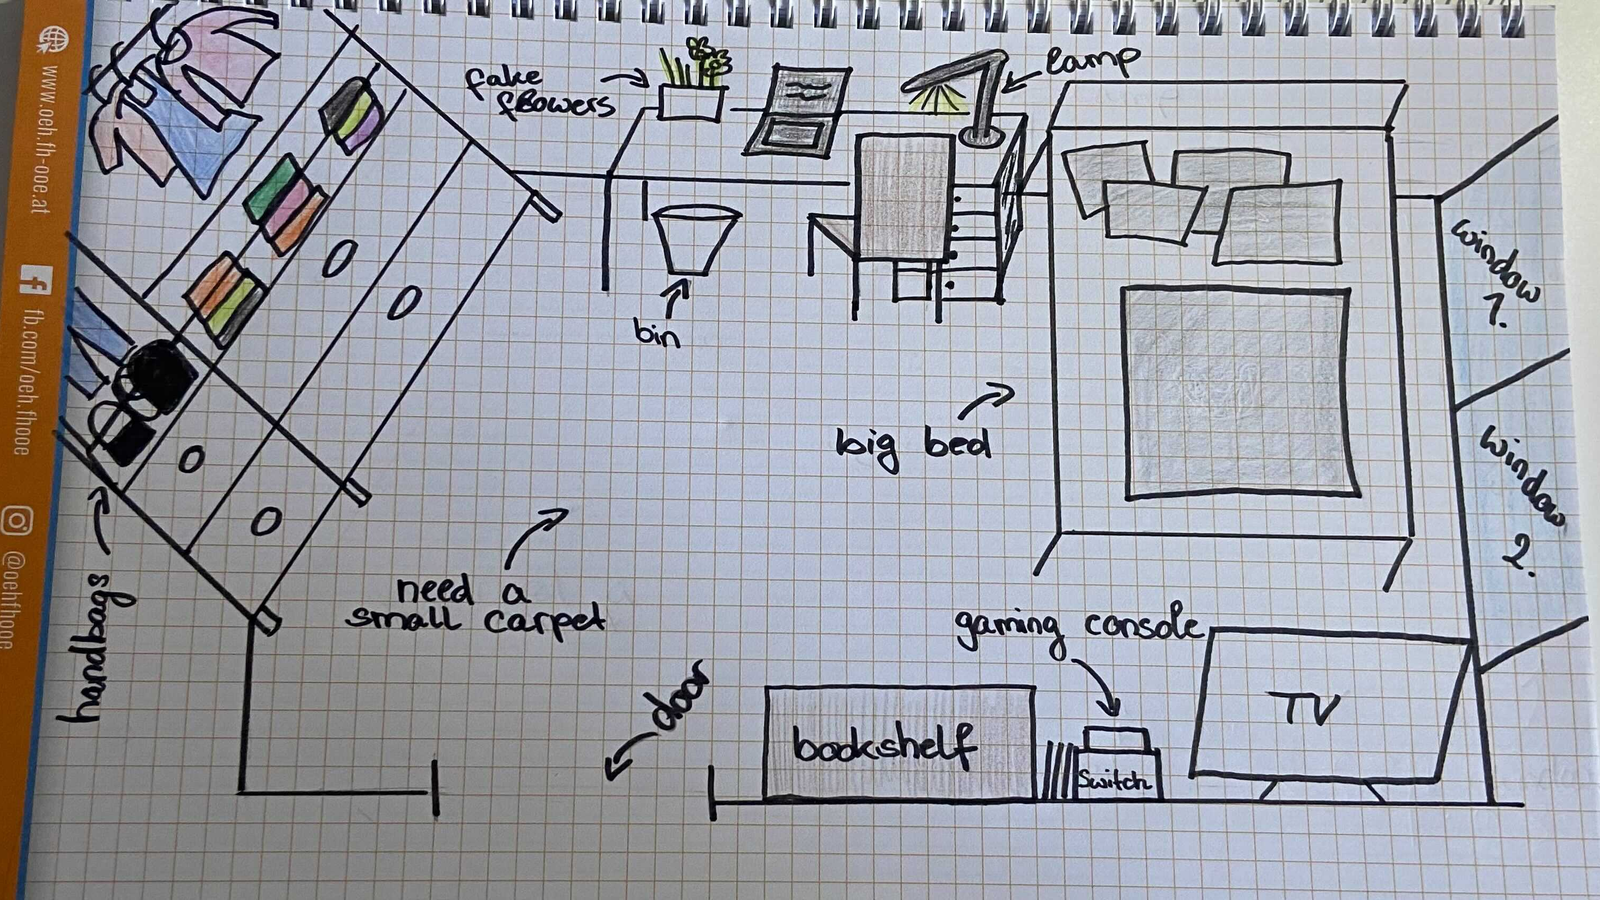 www.oeh.fh-ooe.at
fb.com/oeh.fhooe
@oehfhooe
fake
flowers
lamp
bin
big bed
window
1.
window
2.
handbags
need a
small carpet
door
gaming console
bookshelf
Switch
TV